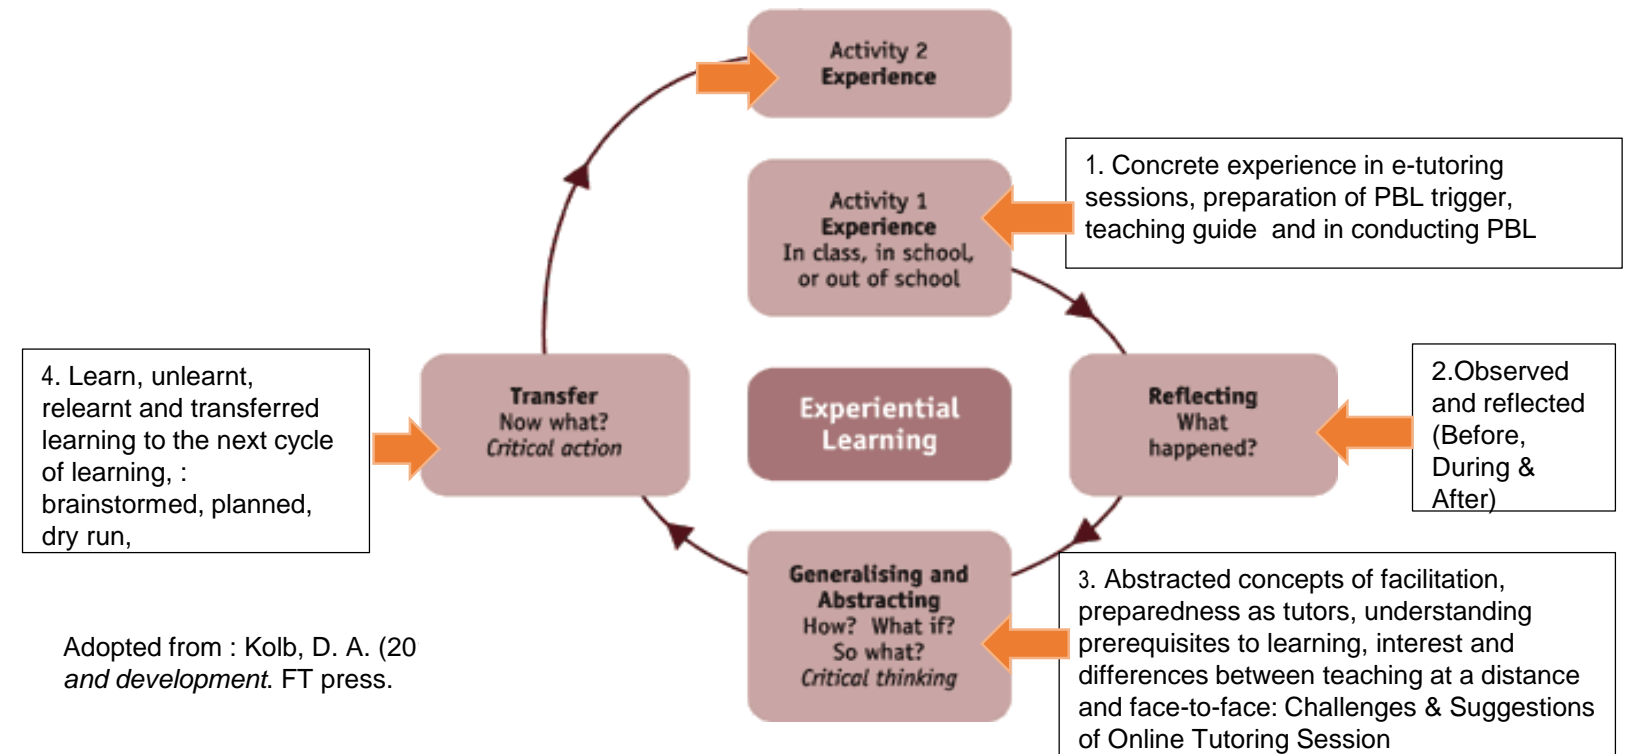 Activity 2
Experience
Activity 1
Experience
In class, in school,
or out of school
1. Concrete experience in e-tutoring
sessions, preparation of PBL trigger,
teaching guide  and in conducting PBL
Reflecting
What
happened?
2.Observed
and reflected
(Before,
During &
After)
Experiential
Learning
Generalising and
Abstracting
How?  What if?
So what?
Critical thinking
3. Abstracted concepts of facilitation,
preparedness as tutors, understanding
prerequisites to learning, interest and
differences between teaching at a distance
and face-to-face: Challenges & Suggestions
of Online Tutoring Session
Transfer
Now what?
Critical action
4. Learn, unlearnt,
relearnt and transferred
learning to the next cycle
of learning, :
brainstormed, planned,
dry run,
Adopted from : Kolb, D. A. (20
and development. FT press.